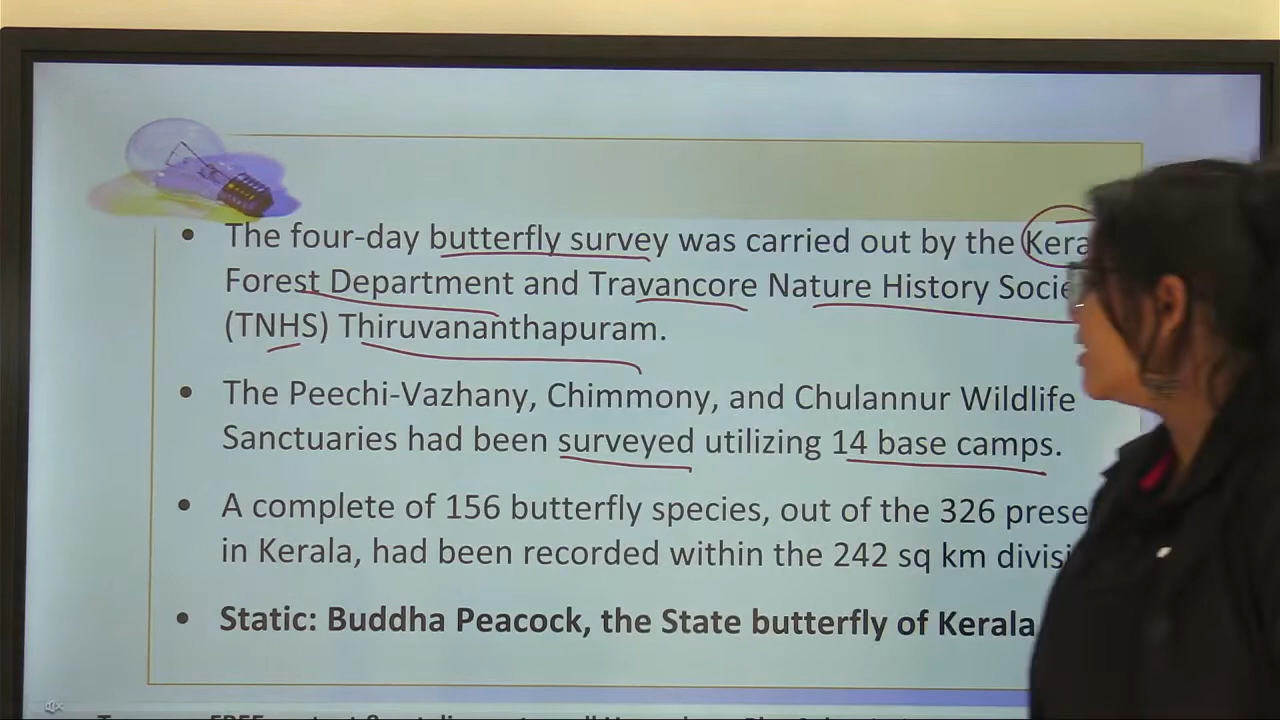 • The four-day butterfly survey was carried out by the Kera
Forest Department and Travancore Nature History Socie
(TNHS) Thiruvananthapuram.
• The Peechi-Vazhany, Chimmony, and Chulannur Wildlife
Sanctuaries had been surveyed utilizing 14 base camps.
• A complete of 156 butterfly species, out of the 326 prese
in Kerala, had been recorded within the 242 sq km divisi
• Static: Buddha Peacock, the State butterfly of Kerala